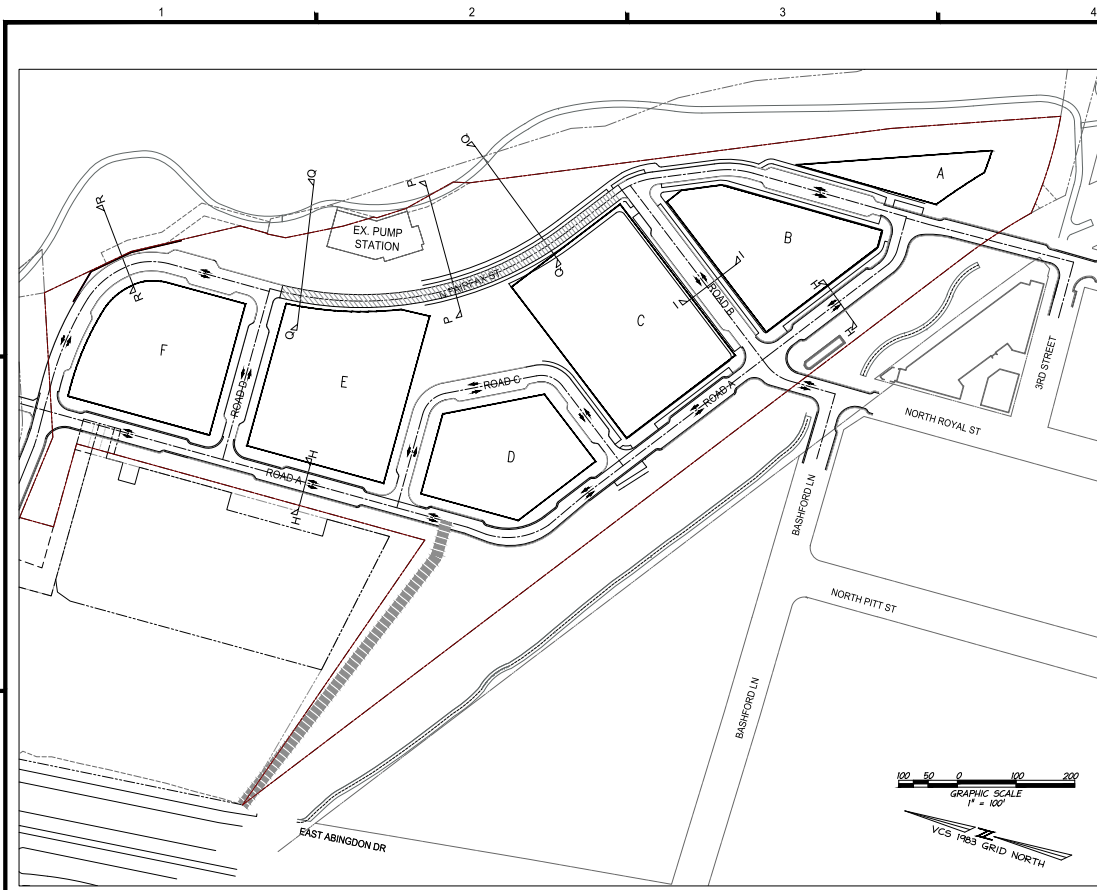 1
2
3
4
A
Q
Q
P
R
EX. PUMP
STATION
B
N FAIRFAX ST
Q
I
H
R
ROAD B
I
P
C
H
Q
F
E
3RD STREET
ROAD C
ROAD D
ROAD A
NORTH ROYAL ST
D
H
ROAD A
BASHFORD LN
H
NORTH PITT ST
BASHFORD LN
100 50 0 100 200
GRAPHIC SCALE
1" = 100'
VCS 1983 GRID NORTH
EAST ABINGDON DR